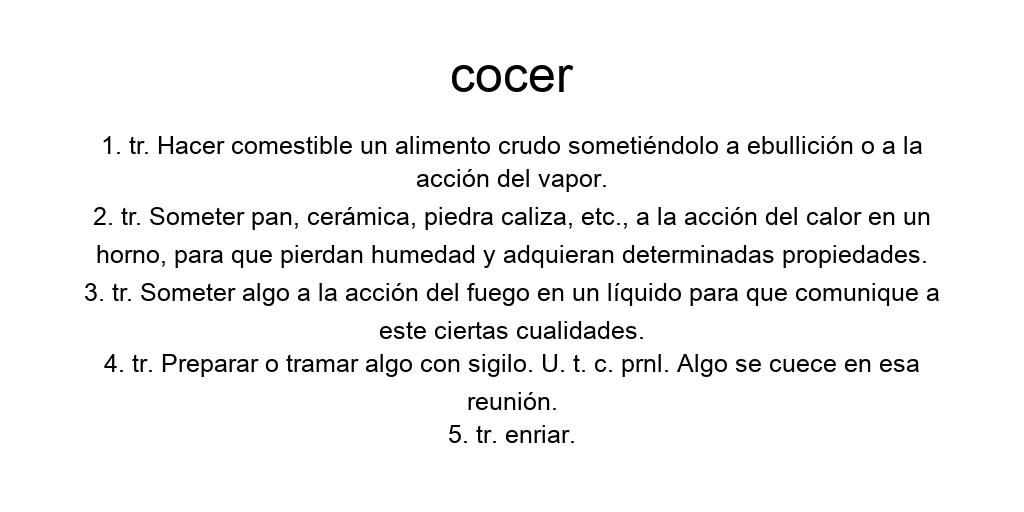 cocer
1. tr. Hacer comestible un alimento crudo sometiéndolo a ebullición o a la
acción del vapor.
2. tr. Someter pan, cerámica, piedra caliza, etc., a la acción del calor en un
horno, para que pierdan humedad y adquieran determinadas propiedades.
3. tr. Someter algo a la acción del fuego en un líquido para que comunique a
este ciertas cualidades.
4. tr. Preparar o tramar algo con sigilo. U. t. c. prnl. Algo se cuece en esa
reunión.
5. tr. enriar.